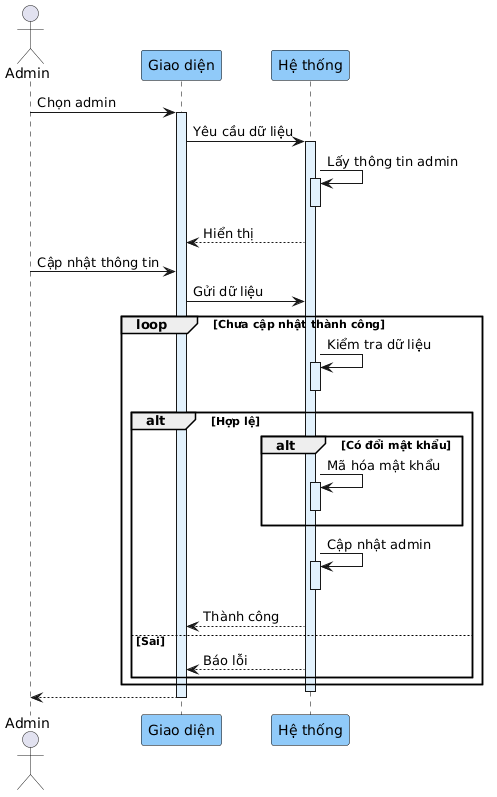 Admin
Giao diện
Hệ thống
Chọn admin
Yêu cầu dữ liệu
Lấy thông tin admin
Hiển thị
Cập nhật thông tin
Gửi dữ liệu
loop
[Chưa cập nhật thành công]
Kiểm tra dữ liệu
alt
[Hợp lệ]
alt
[Có đổi mật khẩu]
Mã hóa mật khẩu
Cập nhật admin
Thành công
[Sai]
Báo lỗi
Admin
Giao diện
Hệ thống